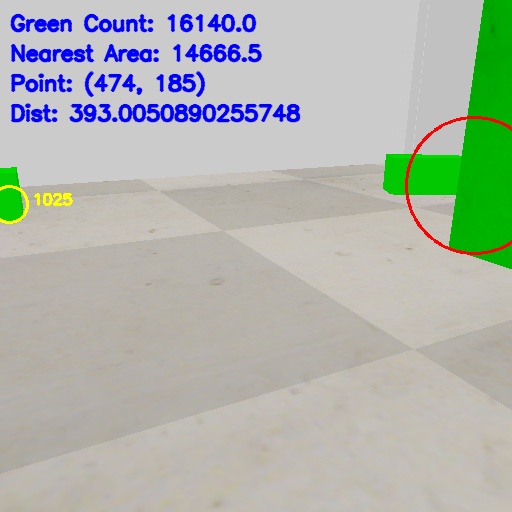 Green Count: 16140.0
Nearest Area: 14666.5
Point: (474, 185)
Dist: 393.0050890255748
1025